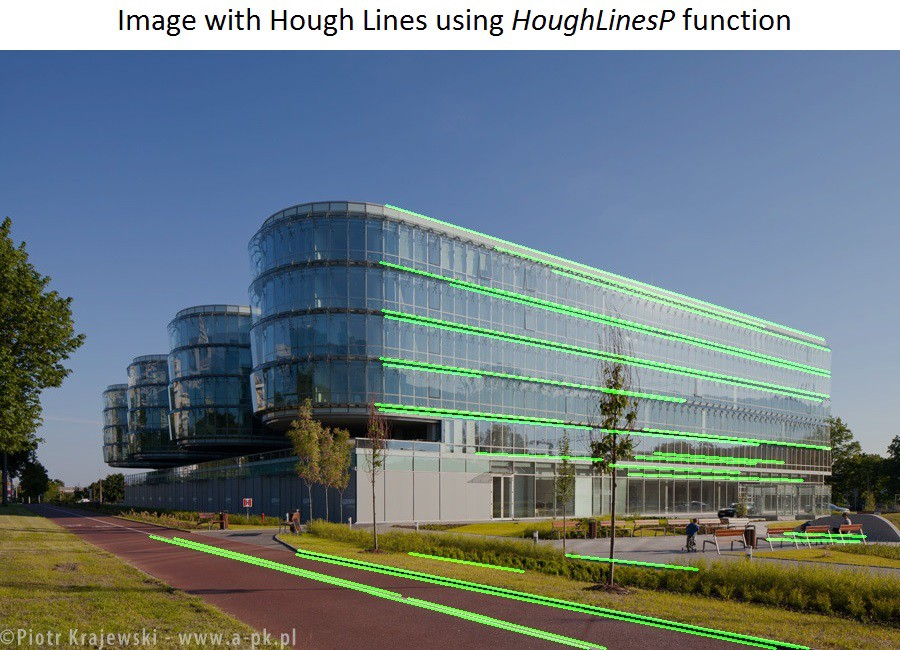 Image with Hough Lines using HoughLinesP function
H
©Piotr Krajewski - www.a-pk.pl